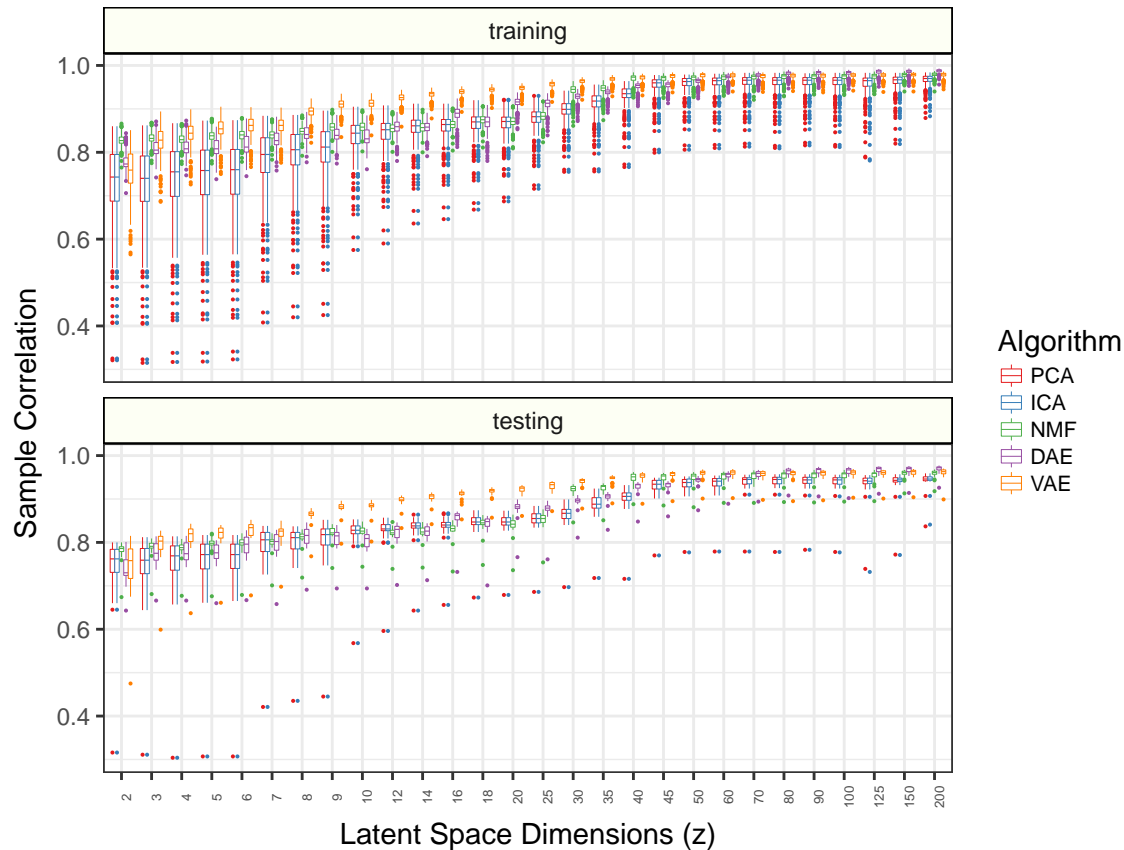 training
1.0
0.8
0.6
0.4
Sample Correlation
testing
1.0
0.8
0.6
0.4
2 3 4 5 6 7 8 9 10 12 14 16 18 20 25 30 35 40 45 50 60 70 80 90 100 125 150 200
Latent Space Dimensions (z)
Algorithm
PCA
ICA
NMF
DAE
VAE